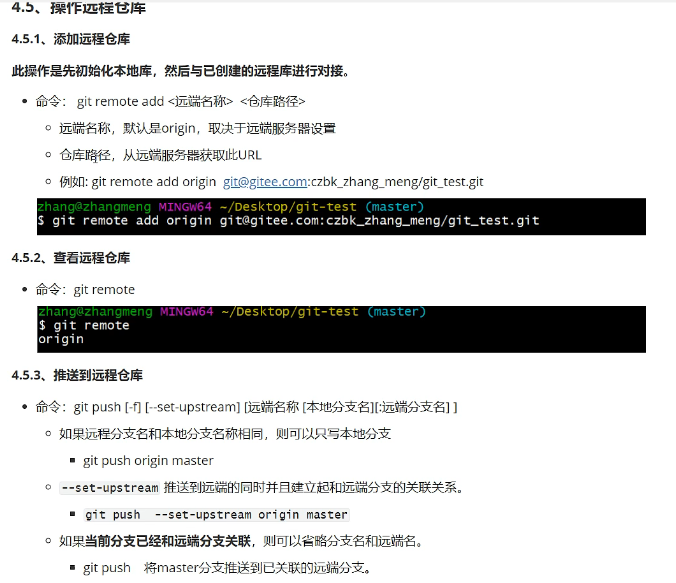 4.5、操作远程仓库
4.5.1、添加远程仓库
此操作是先初始化本地库，然后与已创建的远程库进行对接。
命令： git remote add <远端名称> <仓库路径>
远端名称，默认是origin，取决于远端服务器设置
仓库路径，从远端服务器获取此URL
例如: git remote add origin git@gitee.com:czbk_zhang_meng/git_test.git
zhang@zhangmeng MINGW64 ~/Desktop/git-test (master)
$ git remote add origin git@gitee.com:czbk_zhang_meng/git_test.git
4.5.2、查看远程仓库
命令：git remote
zhang@zhangmeng MINGW64 ~/Desktop/git-test (master)
$ git remote
origin
4.5.3、推送到远程仓库
命令：git push [-f] [--set-upstream] [远端名称 [本地分支名][:远端分支名] ]
如果远程分支名和本地分支名称相同，则可以只写本地分支
git push origin master
--set-upstream 推送到远端的同时并且建立起和远端分支的关联关系。
git push --set-upstream origin master
如果当前分支已经和远端分支关联，则可以省略分支名和远端名。
git push 将master分支推送到已关联的远端分支。